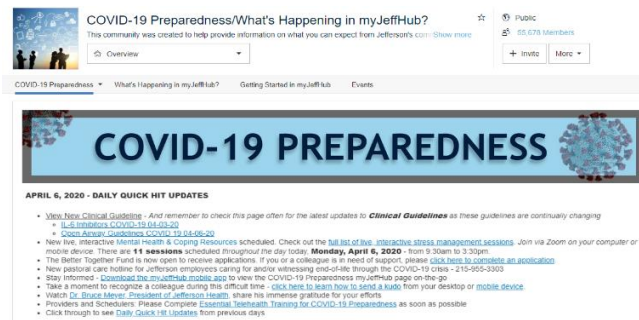 COVID-19 Preparedness/What's Happening in myJeffHub?
This community was created to help provide information on what you can expect from Jefferson's com Show more
Overview
Public
55,678 Members
+ Invite
More
COVID-19 Preparedness
What's Happening in myJeffHub?
Getting Started in myJeffHub
Events
COVID-19 PREPAREDNESS
APRIL 6, 2020 - DAILY QUICK HIT UPDATES
View New Clinical Guideline - And remember to check this page often for the latest updates to Clinical Guidelines as these guidelines are continually changing
IL-6 Inhibitors COVID-19 04-03-20
Open Airway Guidelines COVID 19 04-06-20
New live, interactive Mental Health & Coping Resources scheduled. Check out the full list of live, interactive stress management sessions. Join via Zoom on your computer or
mobile device. There are 11 sessions scheduled throughout the day today, Monday, April 6, 2020 - from 9:30am to 3:30pm.
The Better Together Fund is now open to receive applications. If you or a colleague is in need of support, please click here to complete an application.
New pastoral care hotline for Jefferson employees caring for and/or witnessing end-of-life through the COVID-19 crisis - 215-955-3303
Stay Informed - Download the myJeffHub mobile app to view the COVID-19 Preparedness myJeffHub page on-the-go
Take a moment to recognize a colleague during this difficult time - click here to learn how to send a kudo from your desktop or mobile device.
Watch Dr. Bruce Meyer, President of Jefferson Health, share his immense gratitude for your efforts
Providers and Schedulers: Please Complete Essential Telehealth Training for COVID-19 Preparedness as soon as possible
Click through to see Daily Quick Hit Updates from previous days